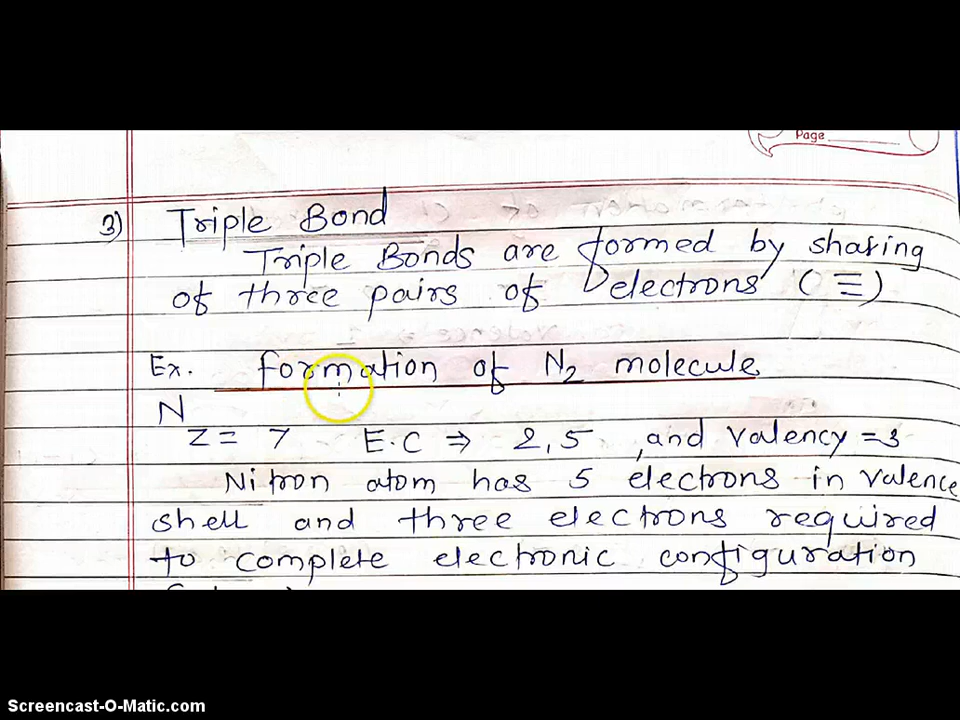 Page
3) Triple Bond
Triple Bonds are formed by sharing
of three pairs of electrons ( ≡ )
Ex. formation of N2 molecule
N
Z = 7 E.C ⇒ 2,5 , and valency = 3
Nitron atom has 5 electrons in valence
shell and three electrons required
to complete electronic configuration
Screencast-O-Matic.com